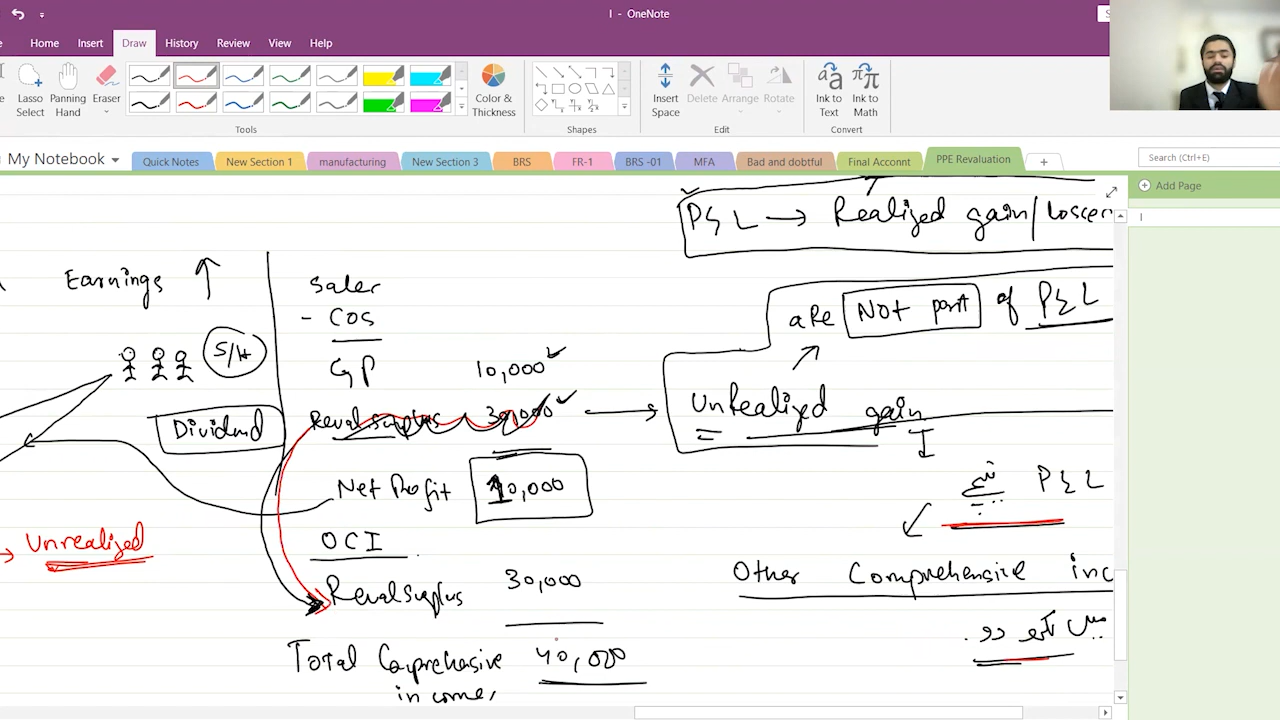 I - OneNote
Home Insert Draw History Review View Help
Lasso Select
Panning Hand
Eraser
Color & Thickness
Insert Space
Delete Arrange Rotate
Ink to Text
Ink to Math
Tools
Shapes
Edit
Convert
My Notebook
Quick Notes New Section 1 manufacturing New Section 3 BRS FR-1 BRS -01 MFA Bad and dobtful Final Acconnt PPE Revaluation
Search (Ctrl+E)
Add Page
I
P & L → Realized gain/losses
Earnings ↑
S/H
Dividend
→ Unrealized
Sales
- COS
GP 10,000
Reval surplus 30,000
Net Profit 10,000
OCI
Reval surplus 30,000
Total Comprehensive income, 40,000
are Not part of P&L
UnRealized gain
P & L
Other Comprehensive inc